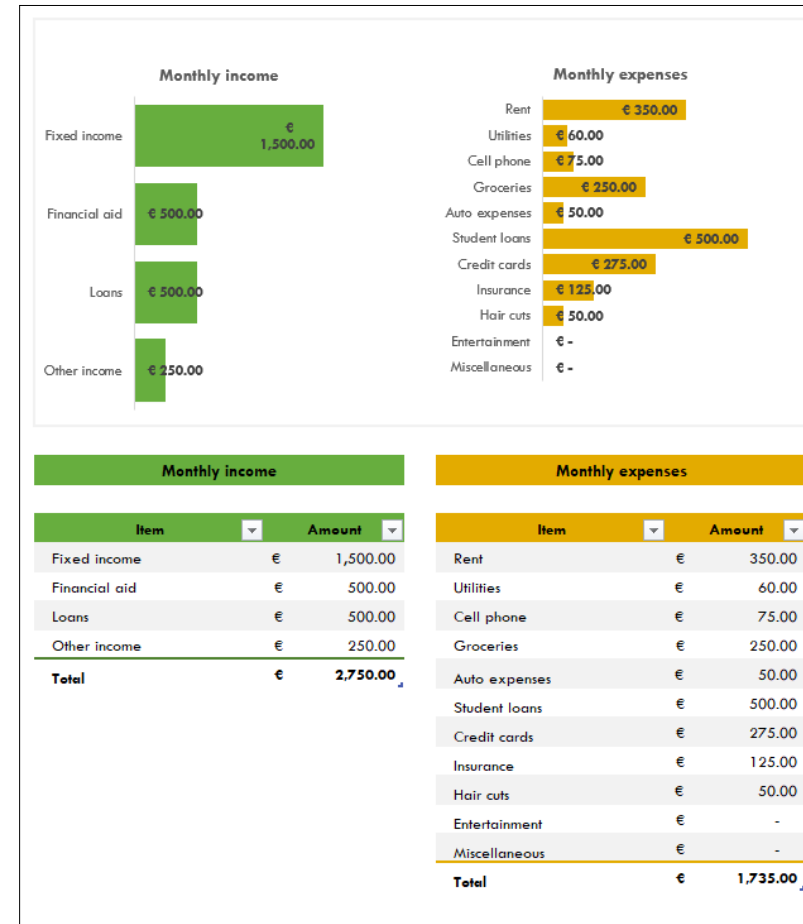 Monthly income
Fixed income
€
1,500.00
Financial aid
€ 500.00
Loans
€ 500.00
Other income
€ 250.00
Monthly expenses
Rent
€ 350.00
Utilities
€ 60.00
Cell phone
€ 75.00
Groceries
€ 250.00
Auto expenses
€ 50.00
Student loans
€ 500.00
Credit cards
€ 275.00
Insurance
€ 125.00
Hair cuts
€ 50.00
Entertainment
€ -
Miscellaneous
€ -
Monthly income
Item Amount
Fixed income € 1,500.00
Financial aid € 500.00
Loans € 500.00
Other income € 250.00
Total € 2,750.00
Monthly expenses
Item Amount
Rent € 350.00
Utilities € 60.00
Cell phone € 75.00
Groceries € 250.00
Auto expenses € 50.00
Student loans € 500.00
Credit cards € 275.00
Insurance € 125.00
Hair cuts € 50.00
Entertainment € -
Miscellaneous € -
Total € 1,735.00